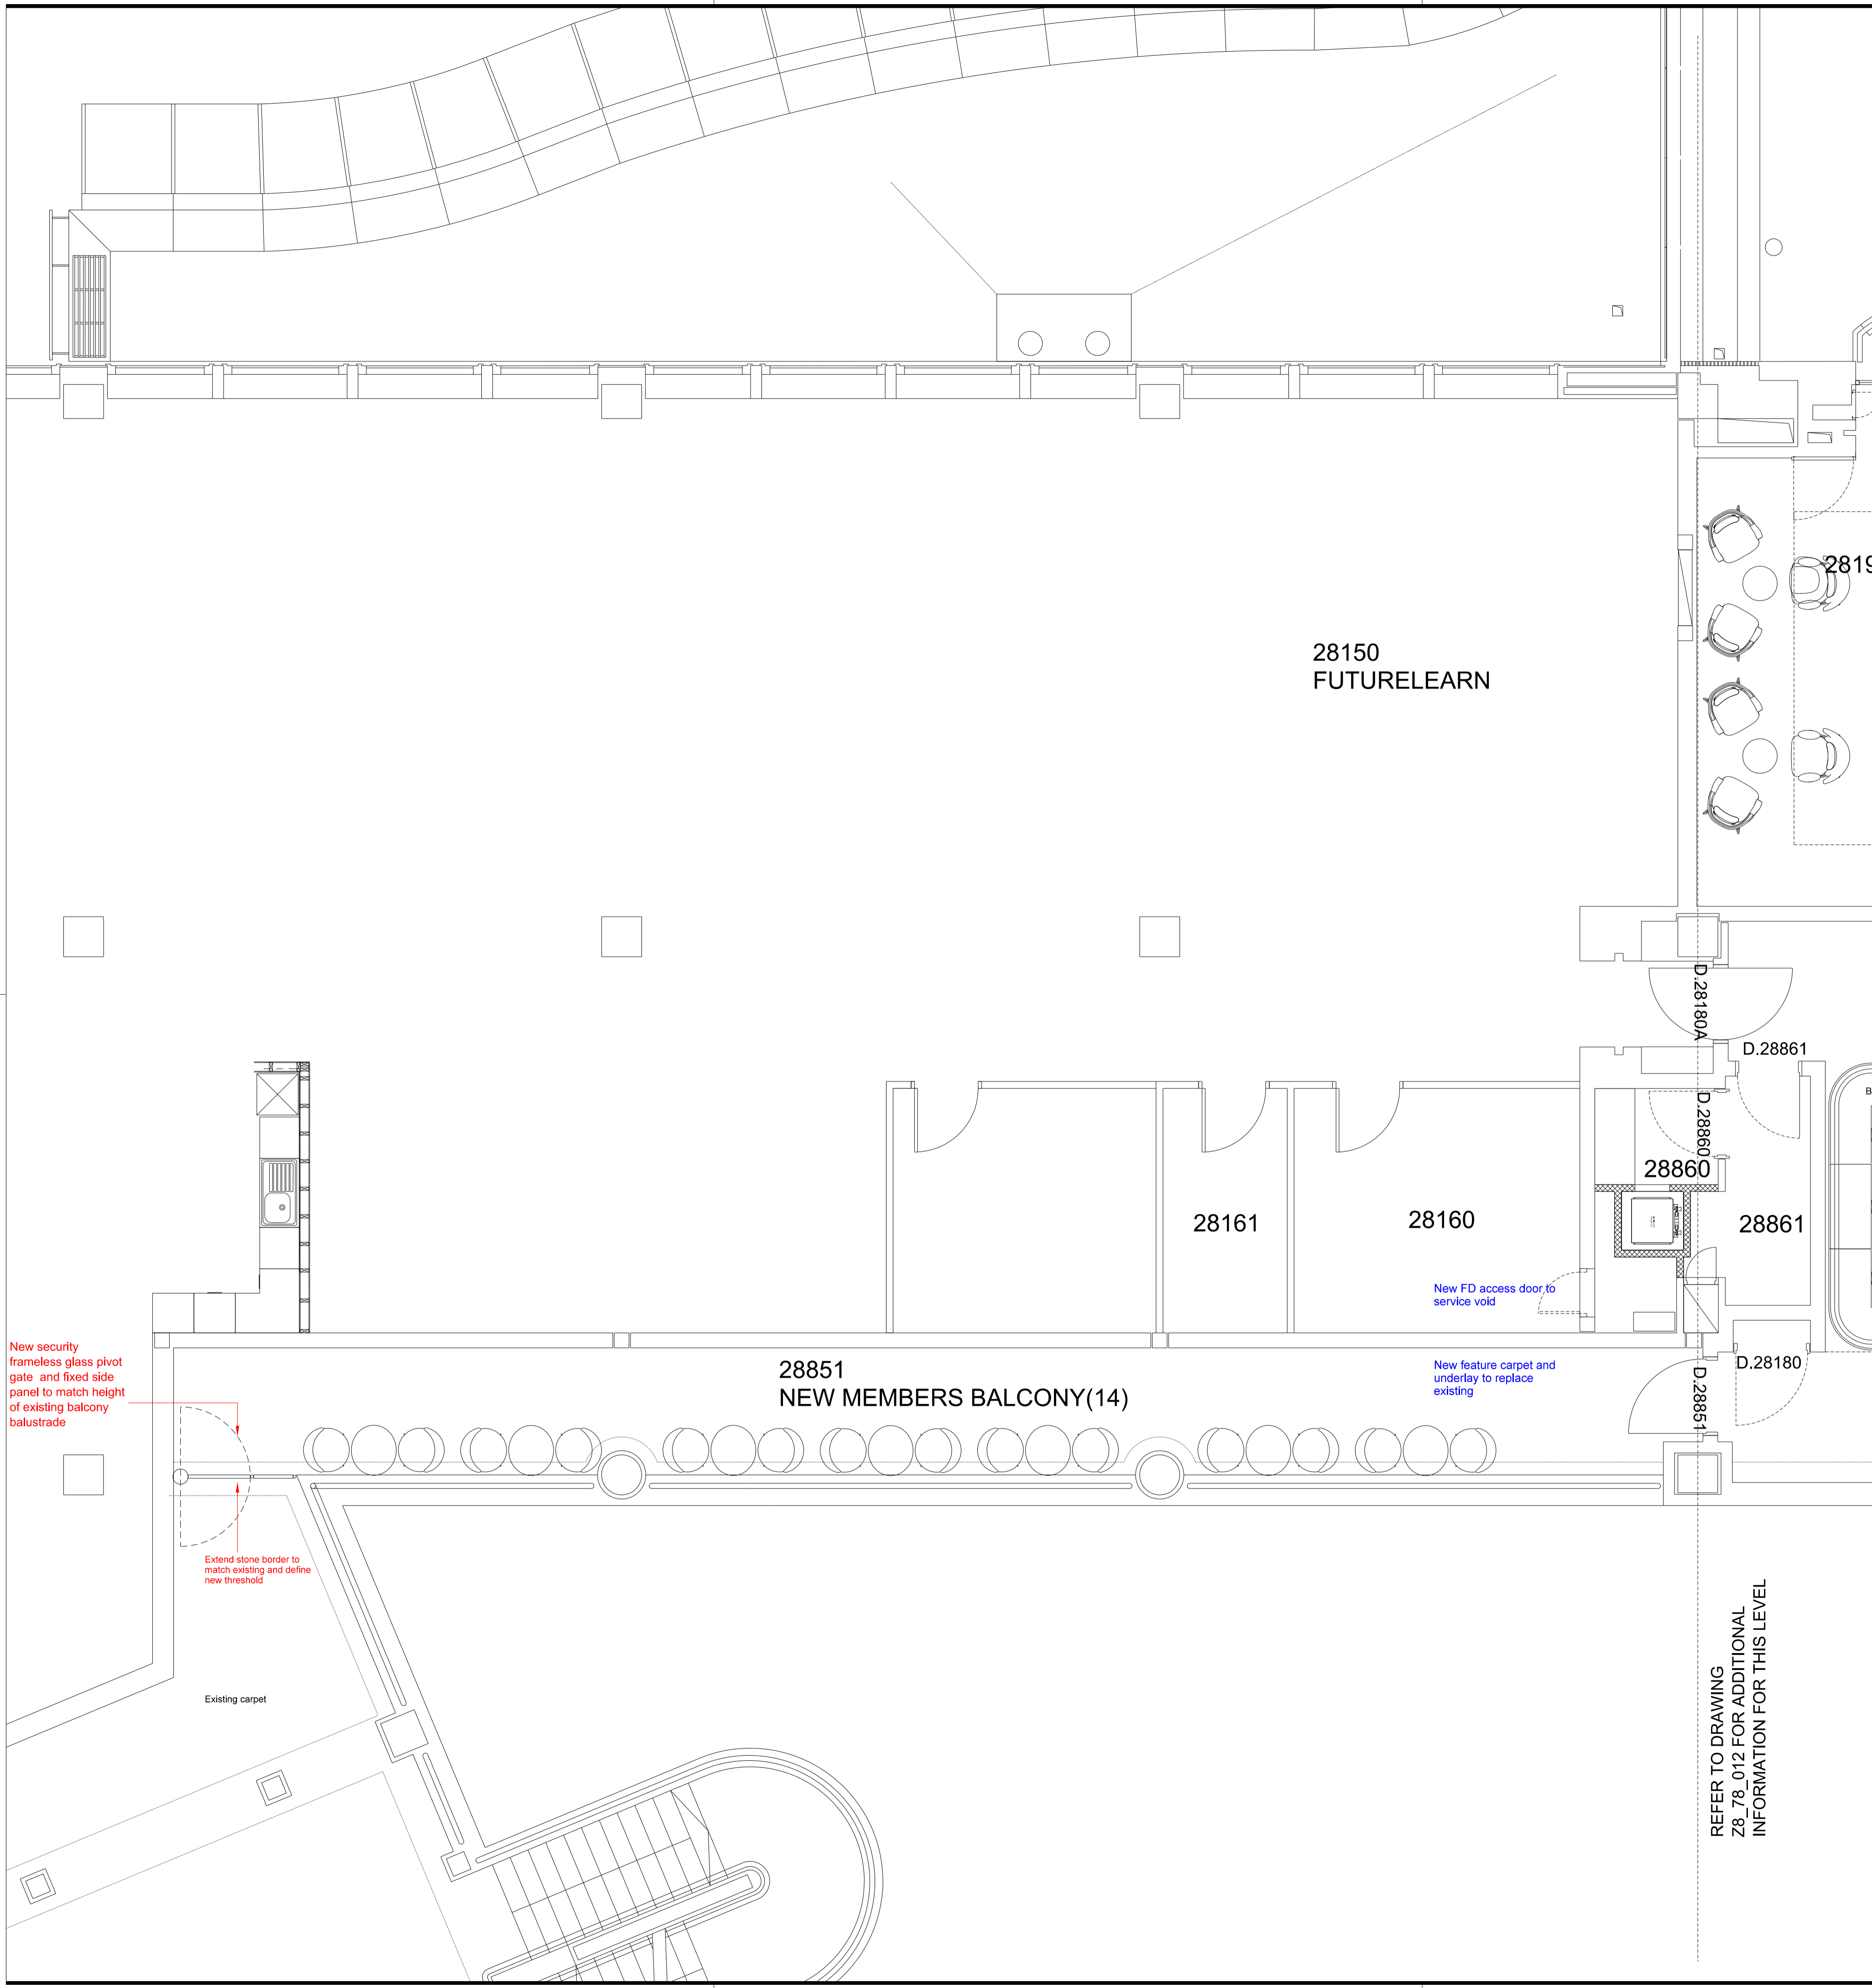 2819
28150
FUTURELEARN
D.28180A
D.28861
B
D.28860
28860
28161
28160
28861
New FD access door to
service void
New security
frameless glass pivot
gate  and fixed side
panel to match height
of existing balcony
balustrade
28851
NEW MEMBERS BALCONY(14)
New feature carpet and
underlay to replace
existing
D.28180
D.28851
Extend stone border to
match existing and define
new threshold
Existing carpet
REFER TO DRAWING
Z8_78_012 FOR ADDITIONAL
INFORMATION FOR THIS LEVEL